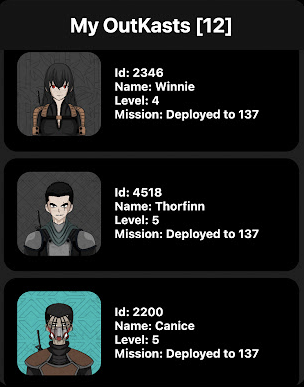 My OutKasts [12]
Id: 2346
Name: Winnie
Level: 4
Mission: Deployed to 137
Id: 4518
Name: Thorfinn
Level: 5
Mission: Deployed to 137
Id: 2200
Name: Canice
Level: 5
Mission: Deployed to 137